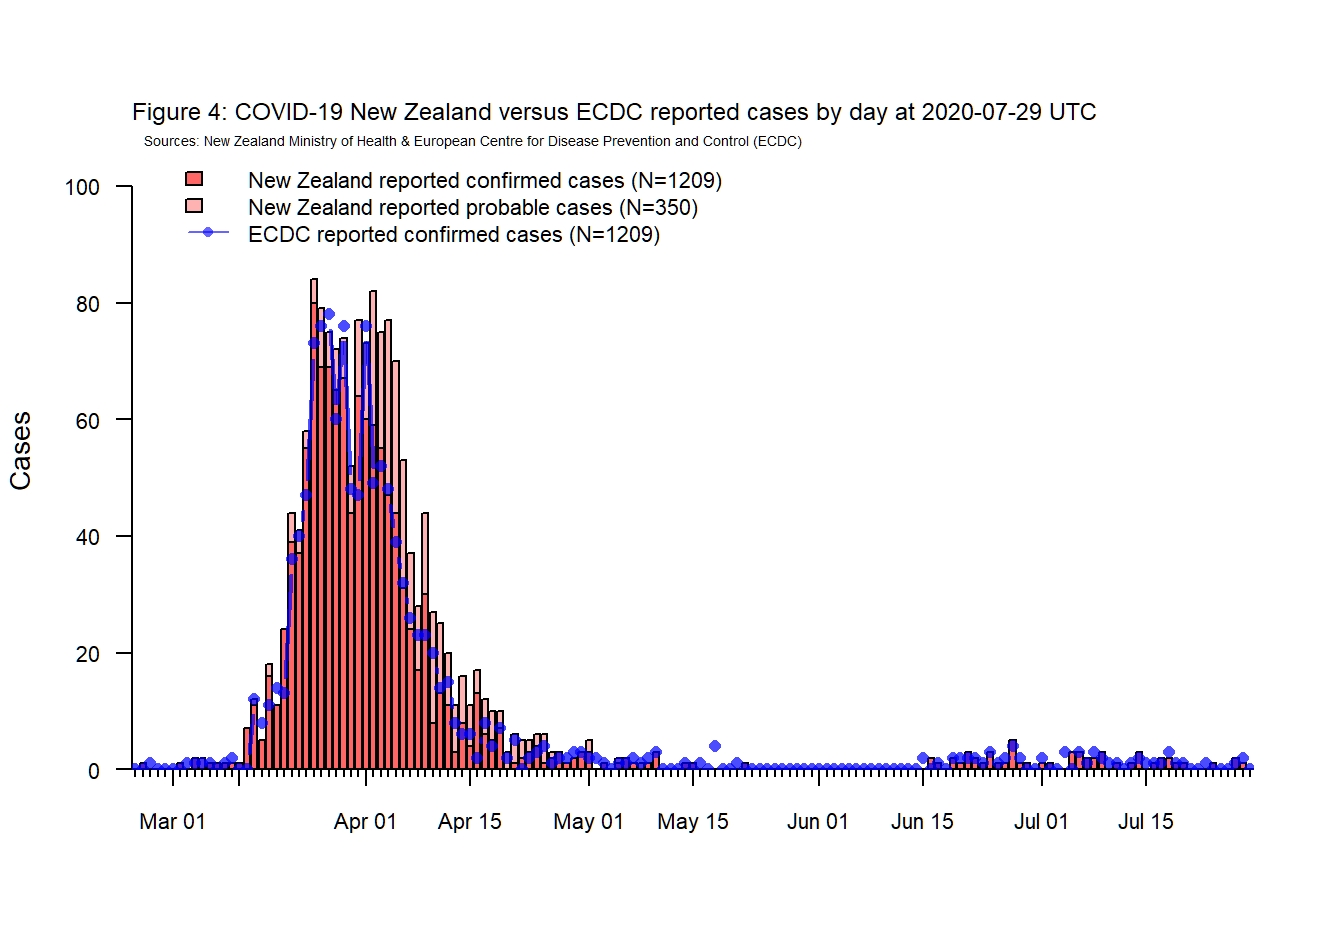 Figure 4: COVID-19 New Zealand versus ECDC reported cases by day at 2020-07-29 UTC
Sources: New Zealand Ministry of Health & European Centre for Disease Prevention and Control (ECDC)
New Zealand reported confirmed cases (N=1209)
New Zealand reported probable cases (N=350)
ECDC reported confirmed cases (N=1209)
Cases
100
80
60
40
20
0
Mar 01
Apr 01
Apr 15
May 01
May 15
Jun 01
Jun 15
Jul 01
Jul 15